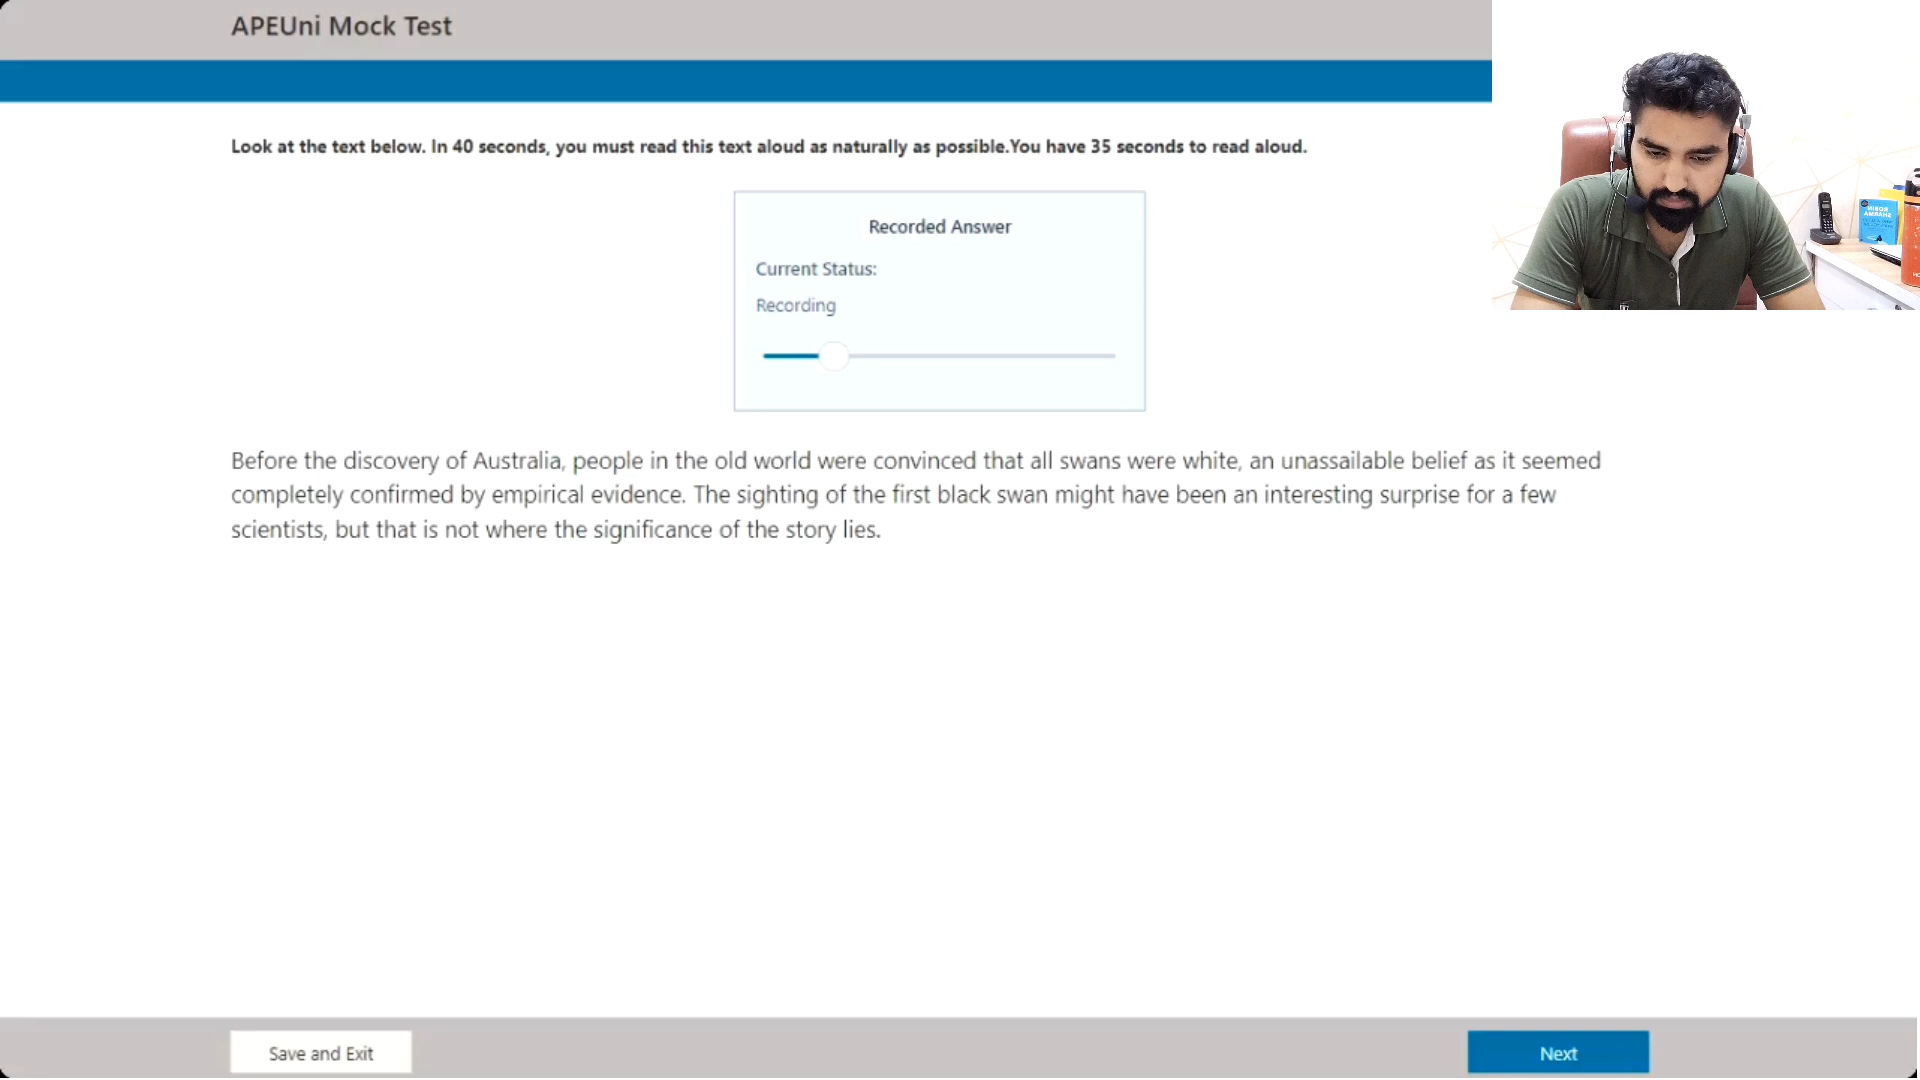 APEUni Mock Test
Look at the text below. In 40 seconds, you must read this text aloud as naturally as possible.You have 35 seconds to read aloud.
Recorded Answer
Current Status:
Recording
Before the discovery of Australia, people in the old world were convinced that all swans were white, an unassailable belief as it seemed
completely confirmed by empirical evidence. The sighting of the first black swan might have been an interesting surprise for a few
scientists, but that is not where the significance of the story lies.
Save and Exit
Next